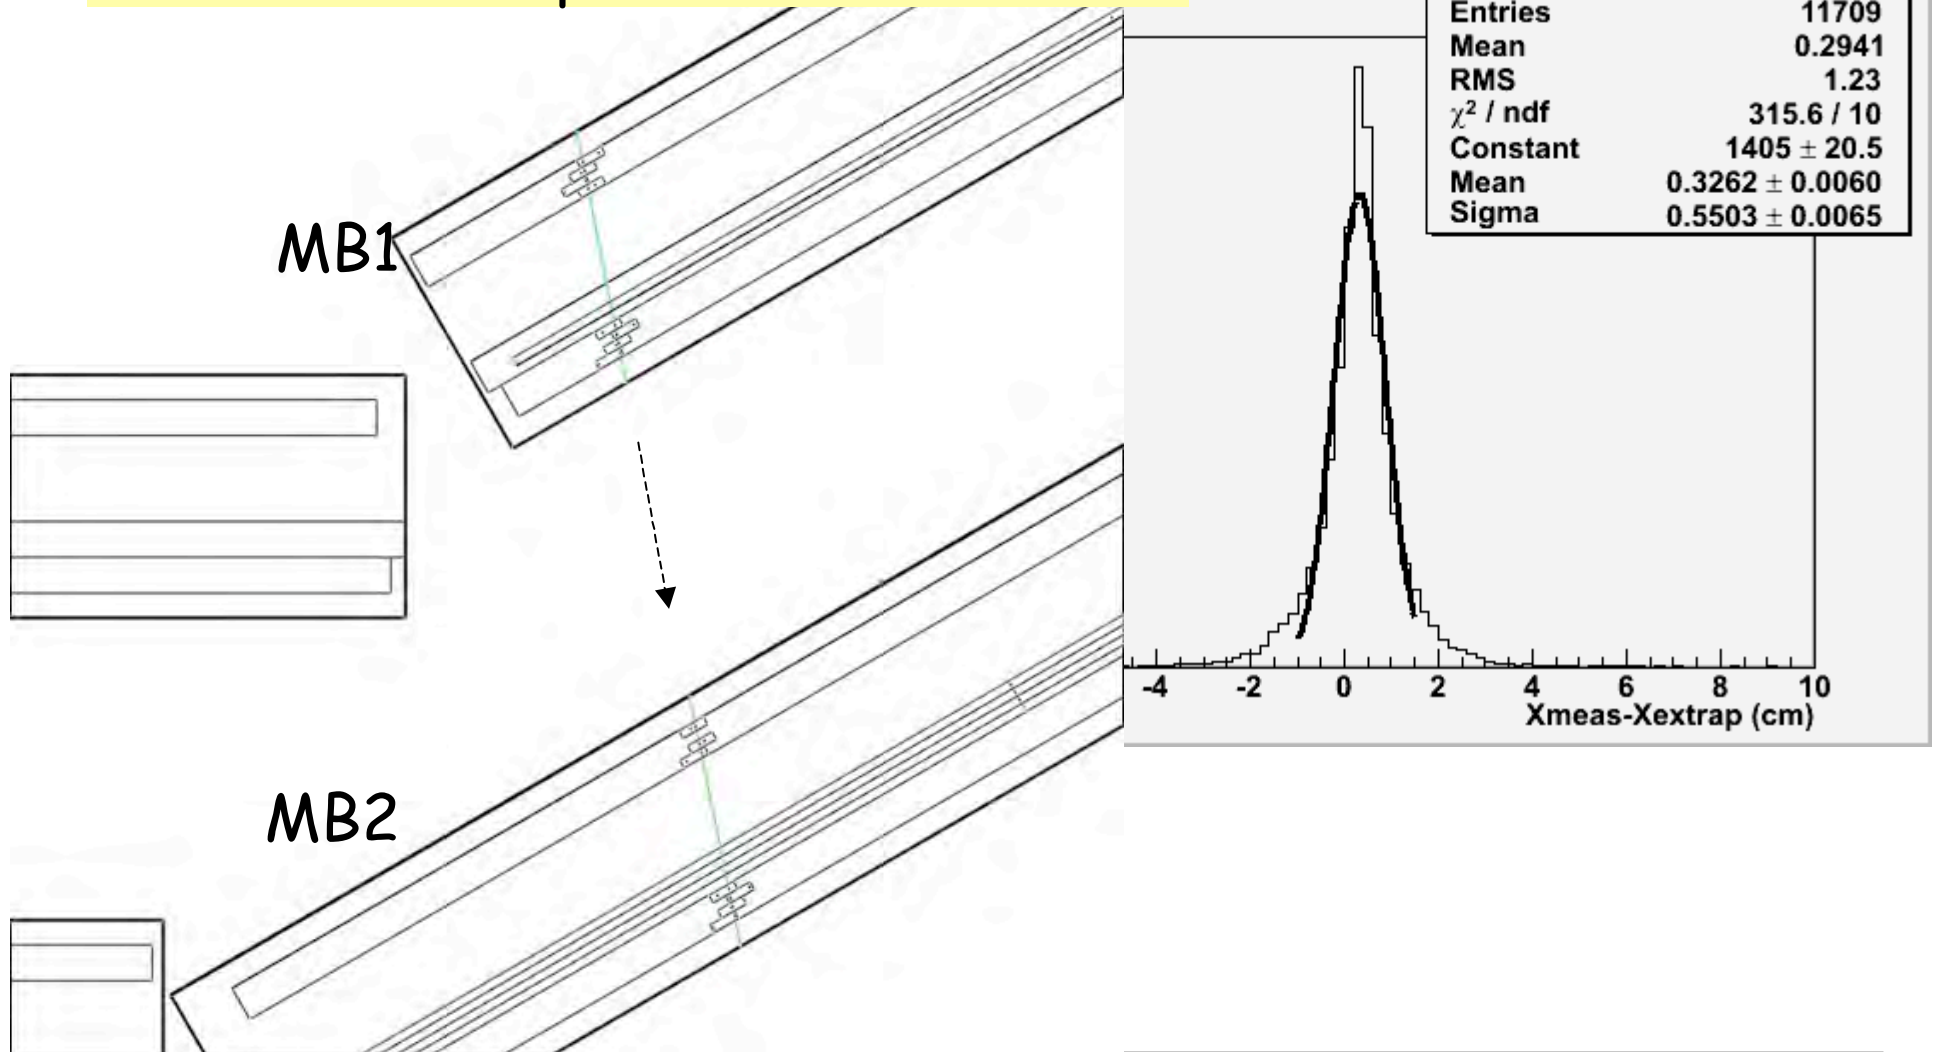 MB1
MB2
Entries 11709
Mean 0.2941
RMS 1.23
χ² / ndf 315.6 / 10
Constant 1405 ± 20.5
Mean 0.3262 ± 0.0060
Sigma 0.5503 ± 0.0065
-4 -2 0 2 4 6 8 10
Xmeas-Xextrap (cm)